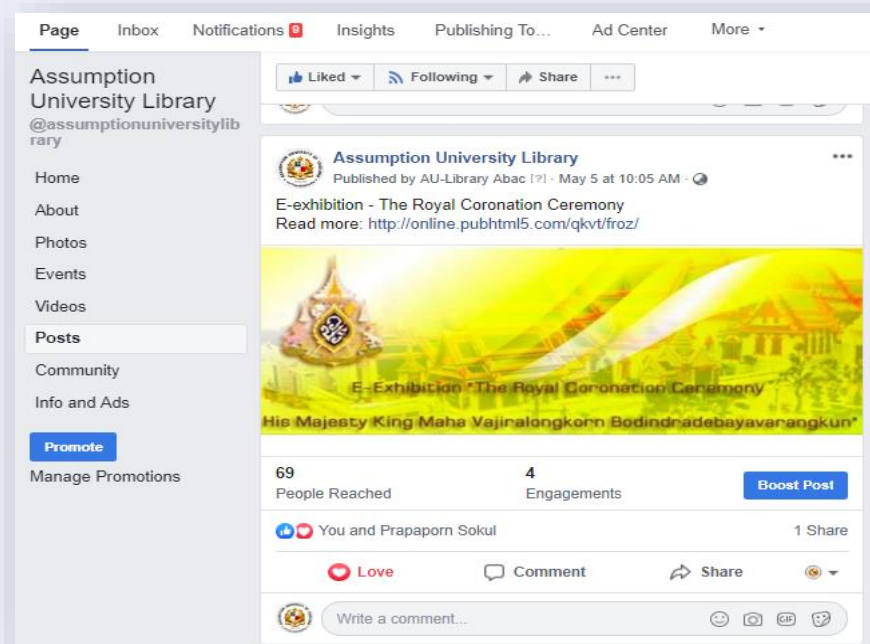 Page Inbox Notifications 9 Insights Publishing To... Ad Center More
Assumption
University Library
@assumptionuniversitylib
rary
Home
About
Photos
Events
Videos
Posts
Community
Info and Ads
Promote
Manage Promotions
Liked Following Share ...
Assumption University Library
Published by AU-Library Abac [?] · May 5 at 10:05 AM ·
E-exhibition - The Royal Coronation Ceremony
Read more: http://online.pubhtml5.com/qkvt/froz/
E-Exhibition "The Royal Coronation Ceremony
His Majesty King Maha Vajiralongkorn Bodindradebayavarangkun"
69
People Reached
4
Engagements
Boost Post
You and Prapaporn Sokul 1 Share
Love Comment Share
Write a comment...
GIF